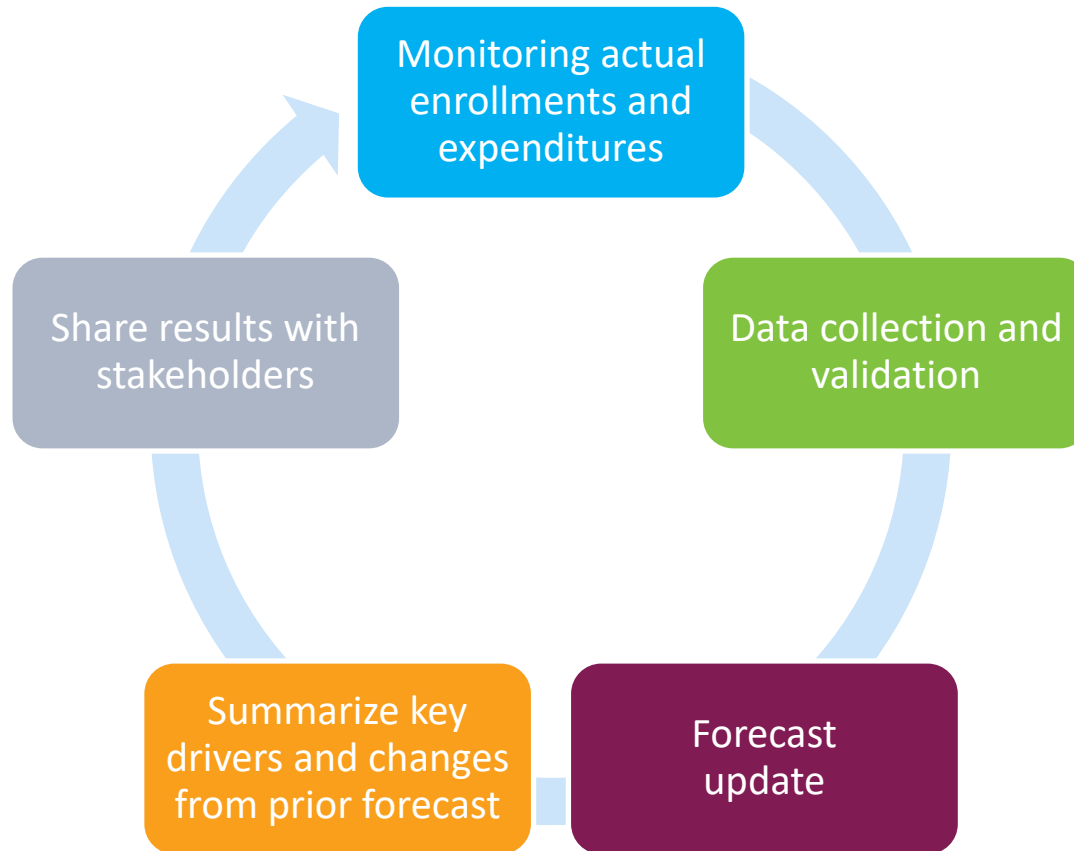 Monitoring actual
enrollments and
expenditures
Data collection and
validation
Forecast
update
Summarize key
drivers and changes
from prior forecast
Share results with
stakeholders